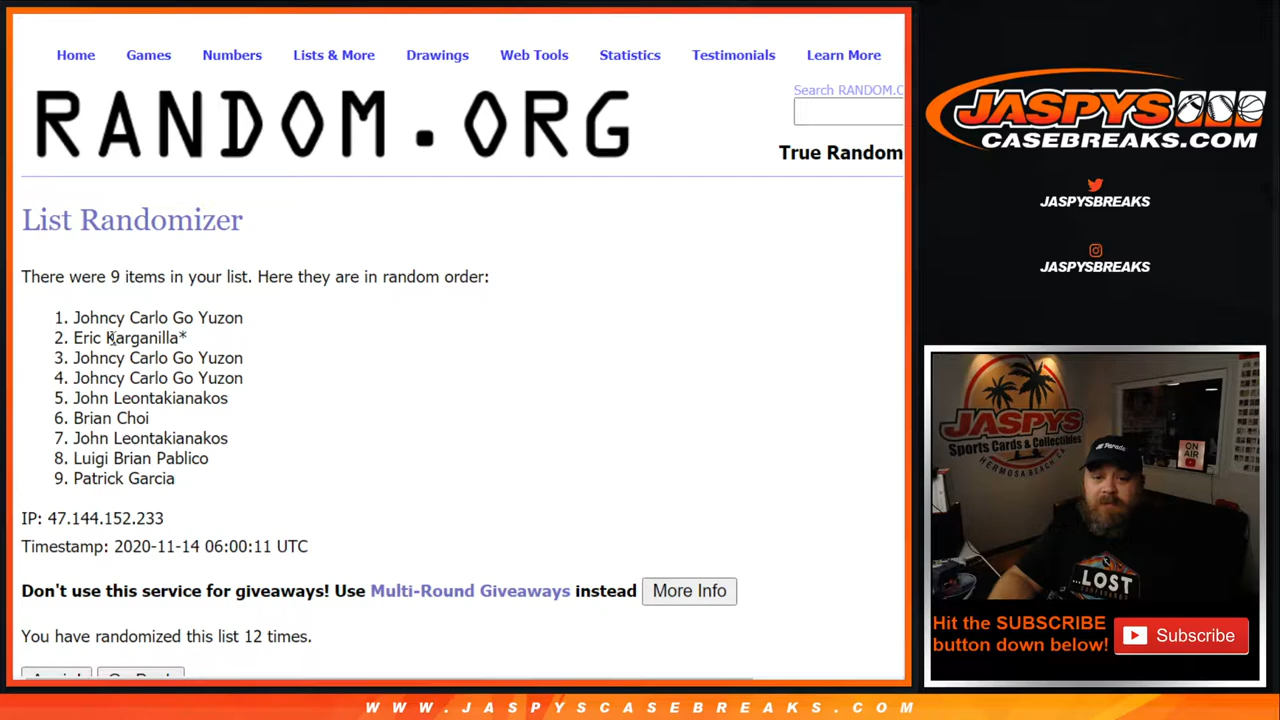 Home Games Numbers Lists & More Drawings Web Tools Statistics Testimonials Learn More
Search RANDOM.C
RANDOM.ORG
True Random
List Randomizer
There were 9 items in your list. Here they are in random order:
1. Johncy Carlo Go Yuzon
2. Eric Karganilla*
3. Johncy Carlo Go Yuzon
4. Johncy Carlo Go Yuzon
5. John Leontakianakos
6. Brian Choi
7. John Leontakianakos
8. Luigi Brian Pablico
9. Patrick Garcia
IP: 47.144.152.233
Timestamp: 2020-11-14 06:00:11 UTC
Don't use this service for giveaways! Use Multi-Round Giveaways instead More Info
You have randomized this list 12 times.
JASPYS
CASEBREAKS.COM
JASPYSBREAKS
JASPYSBREAKS
JASPYS
Sports Cards & Collectibles
HERMOSA BEACH CA
ON
AIR
...LOST
Hit the SUBSCRIBE
button down below!
Subscribe
WWW.JASPYSCASEBREAKS.COM